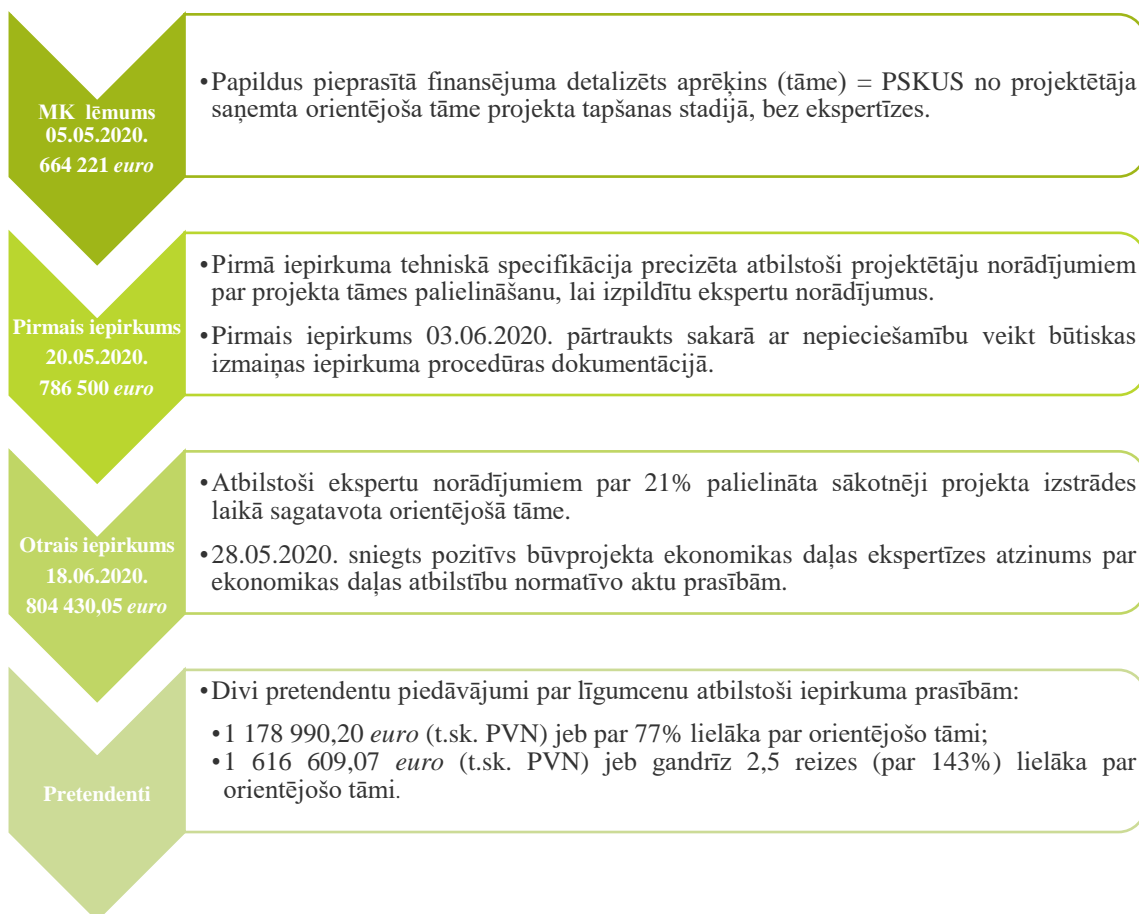 MK lēmums
05.05.2020.
664 221 euro
•Papildus pieprasītā finansējuma detalizēts aprēķins (tāme) = PSKUS no projektētāja
saņemta orientējoša tāme projekta tapšanas stadijā, bez ekspertīzes.
Pirmais iepirkums
20.05.2020.
786 500 euro
•Pirmā iepirkuma tehniskā specifikācija precizēta atbilstoši projektētāju norādījumiem
par projekta tāmes palielināšanu, lai izpildītu ekspertu norādījumus.
•Pirmais iepirkums 03.06.2020. pārtraukts sakarā ar nepieciešamību veikt būtiskas
izmaiņas iepirkuma procedūras dokumentācijā.
Otrais iepirkums
18.06.2020.
804 430,05 euro
•Atbilstoši ekspertu norādījumiem par 21% palielināta sākotnēji projekta izstrādes
laikā sagatavota orientējošā tāme.
•28.05.2020. sniegts pozitīvs būvprojekta ekonomikas daļas ekspertīzes atzinums par
ekonomikas daļas atbilstību normatīvo aktu prasībām.
Pretendenti
•Divi pretendentu piedāvājumi par līgumcenu atbilstoši iepirkuma prasībām:
•1 178 990,20 euro (t.sk. PVN) jeb par 77% lielāka par orientējošo tāmi;
•1 616 609,07 euro (t.sk. PVN) jeb gandrīz 2,5 reizes (par 143%) lielāka par
orientējošo tāmi.